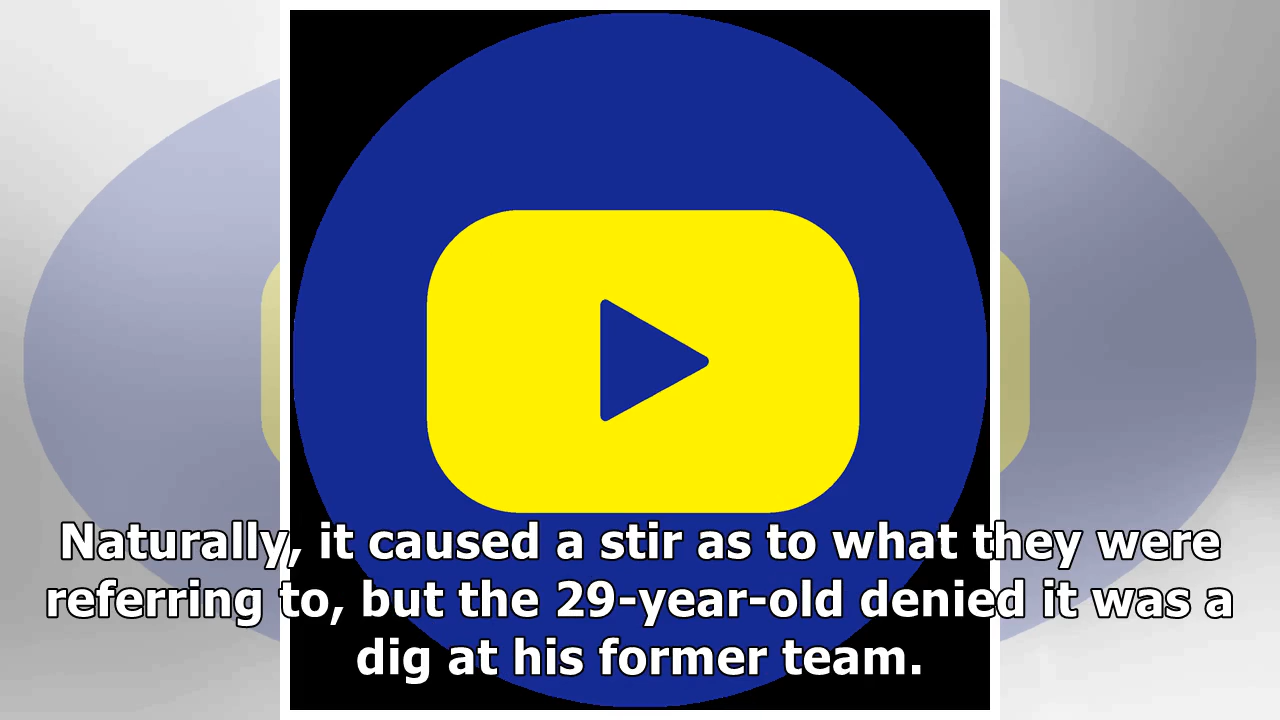 Naturally, it caused a stir as to what they were
referring to, but the 29-year-old denied it was a
dig at his former team.